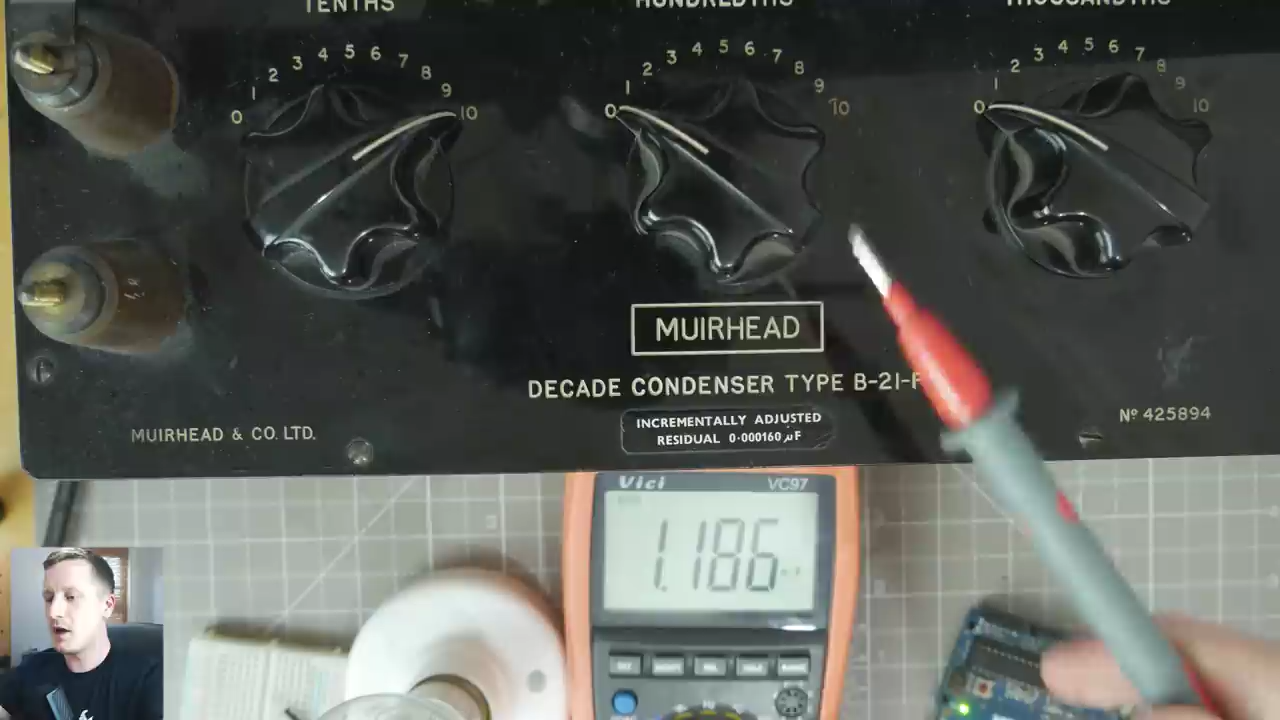 TENTHS
HUNDREDTHS
THOUSANDTHS
0 1 2 3 4 5 6 7 8 9 10
0 1 2 3 4 5 6 7 8 9 10
0 1 2 3 4 5 6 7 8 9 10
MUIRHEAD
DECADE CONDENSER TYPE B-21-F
INCREMENTALLY ADJUSTED
RESIDUAL 0·000160 µF
MUIRHEAD & CO. LTD.
Nº 425894
Vici
VC97
1.186